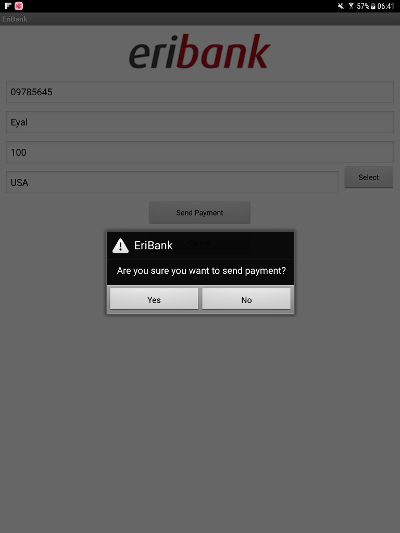 57% 06:41
EriBank
eribank
09785645
Eyal
100
USA
Select
Send Payment
EriBank
Are you sure you want to send payment?
Yes No